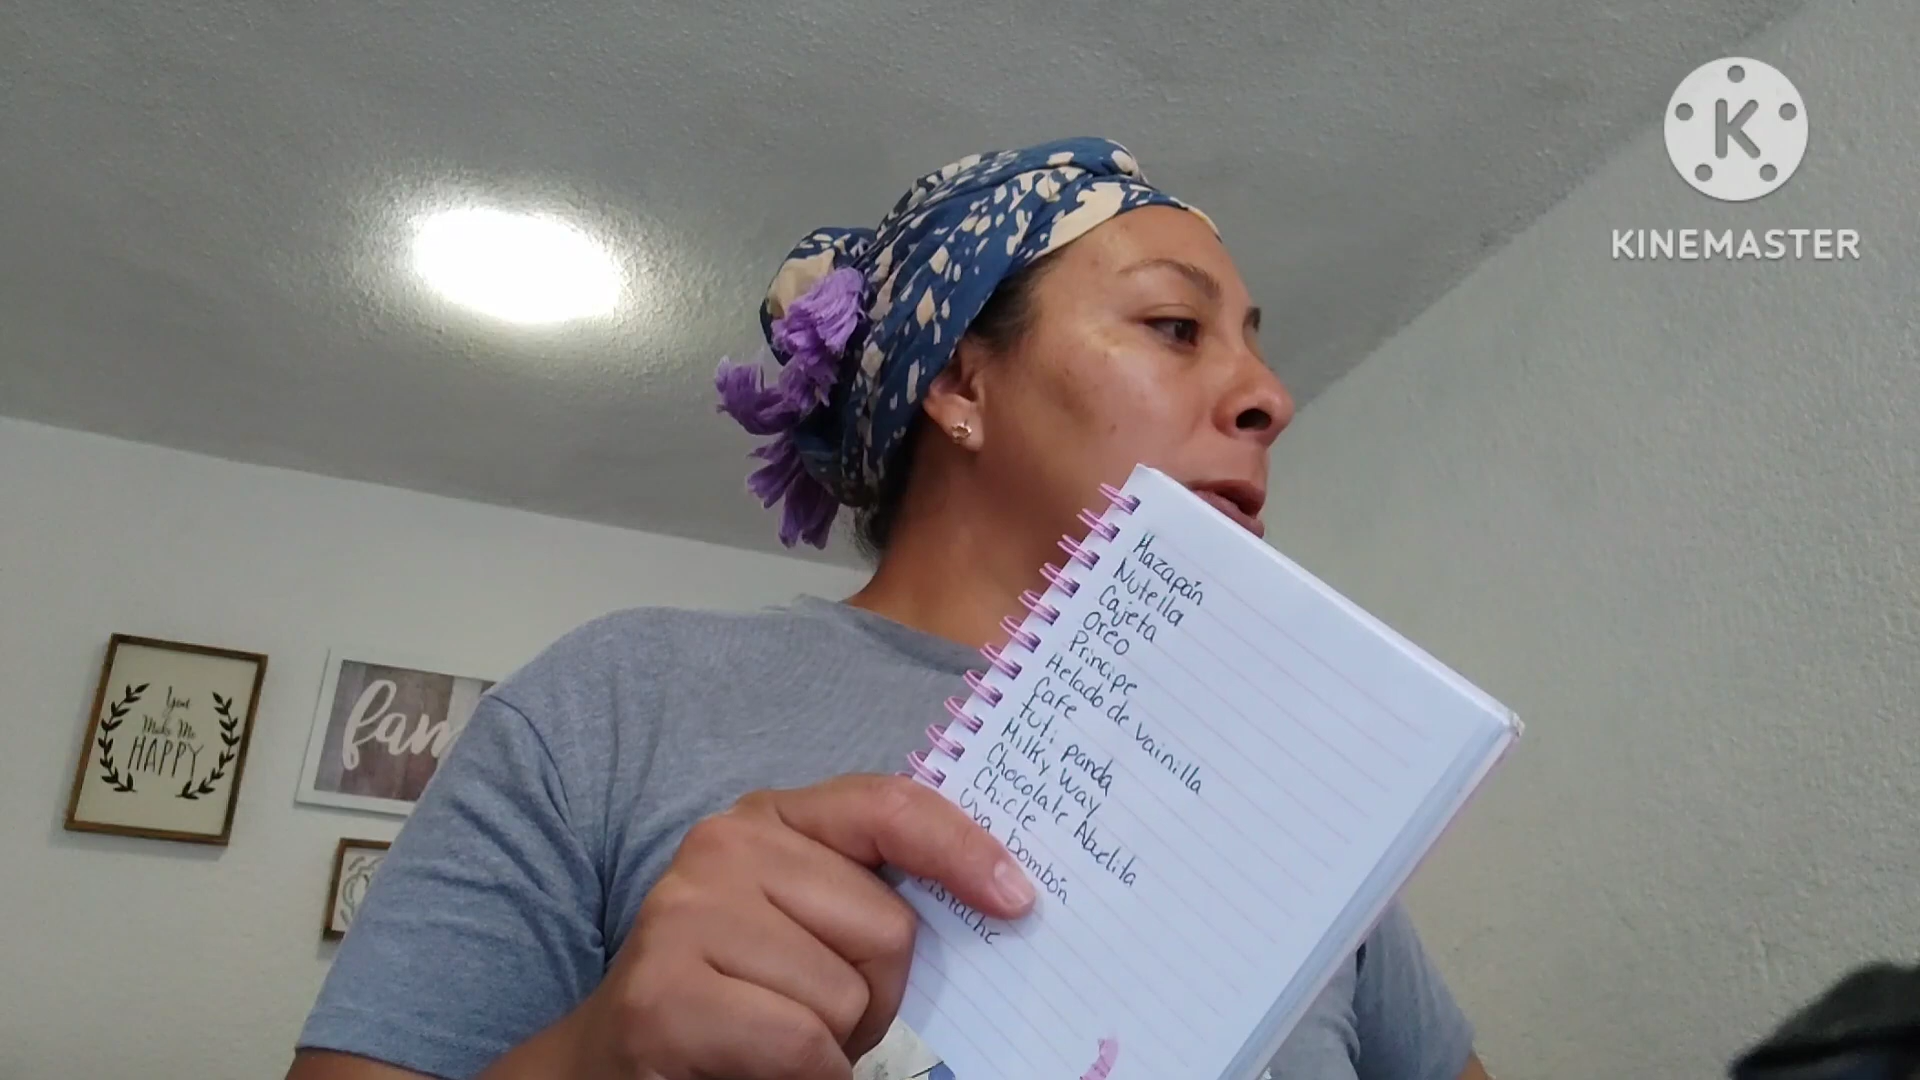 KINEMASTER
You
Make Me
HAPPY
fam
Mazapán
Nutella
Cajeta
Oreo
Principe
Helado de Vainilla
Cafe
tuti panda
Milky Way
Chocolate Abuelita
Chicle
Uva bombón
Pistache